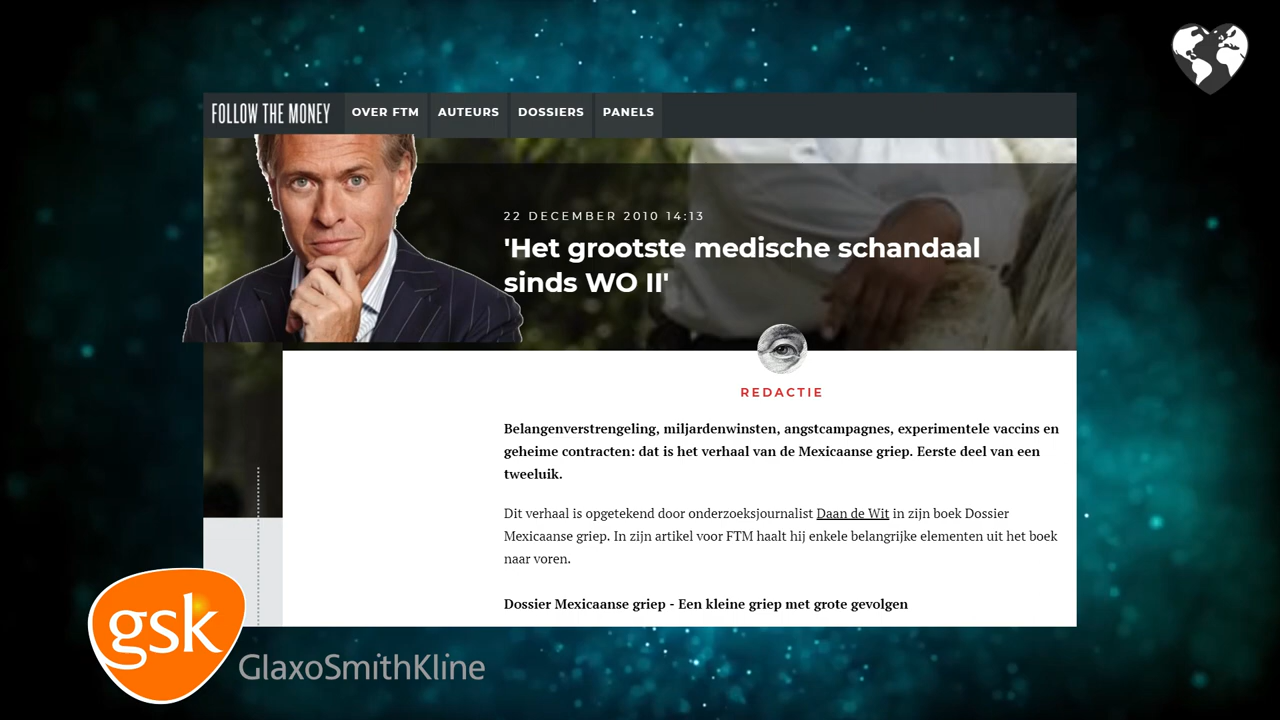 FOLLOW THE MONEY OVER FTM AUTEURS DOSSIERS PANELS
22 DECEMBER 2010 14:13
'Het grootste medische schandaal
sinds WO II'
REDACTIE
Belangenverstrengeling, miljardenwinsten, angstcampagnes, experimentele vaccins en
geheime contracten: dat is het verhaal van de Mexicaanse griep. Eerste deel van een
tweeluik.
Dit verhaal is opgetekend door onderzoeksjournalist Daan de Wit in zijn boek Dossier
Mexicaanse griep. In zijn artikel voor FTM haalt hij enkele belangrijke elementen uit het boek
naar voren.
Dossier Mexicaanse griep - Een kleine griep met grote gevolgen
gsk
GlaxoSmithKline